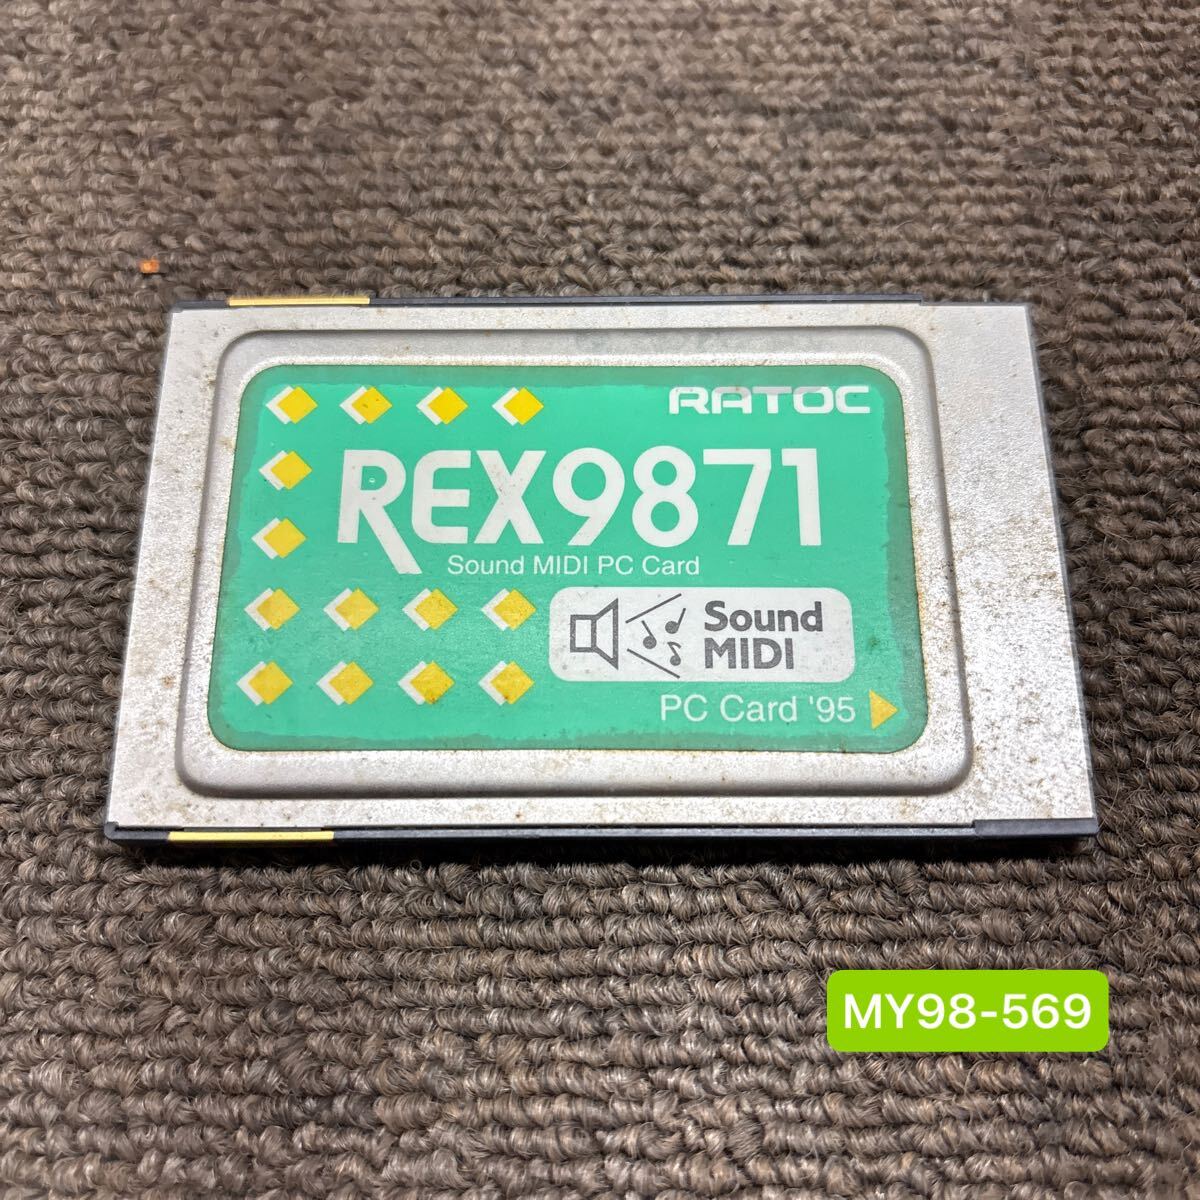 RATOC
REX9871
Sound MIDI PC Card
Sound
MIDI
PC Card '95
MY98-569